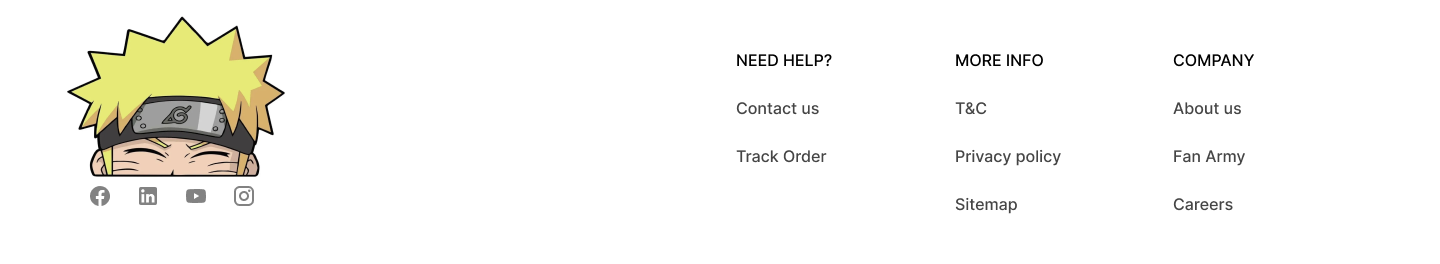 NEED HELP?
Contact us
Track Order
MORE INFO
T&C
Privacy policy
Sitemap
COMPANY
About us
Fan Army
Careers